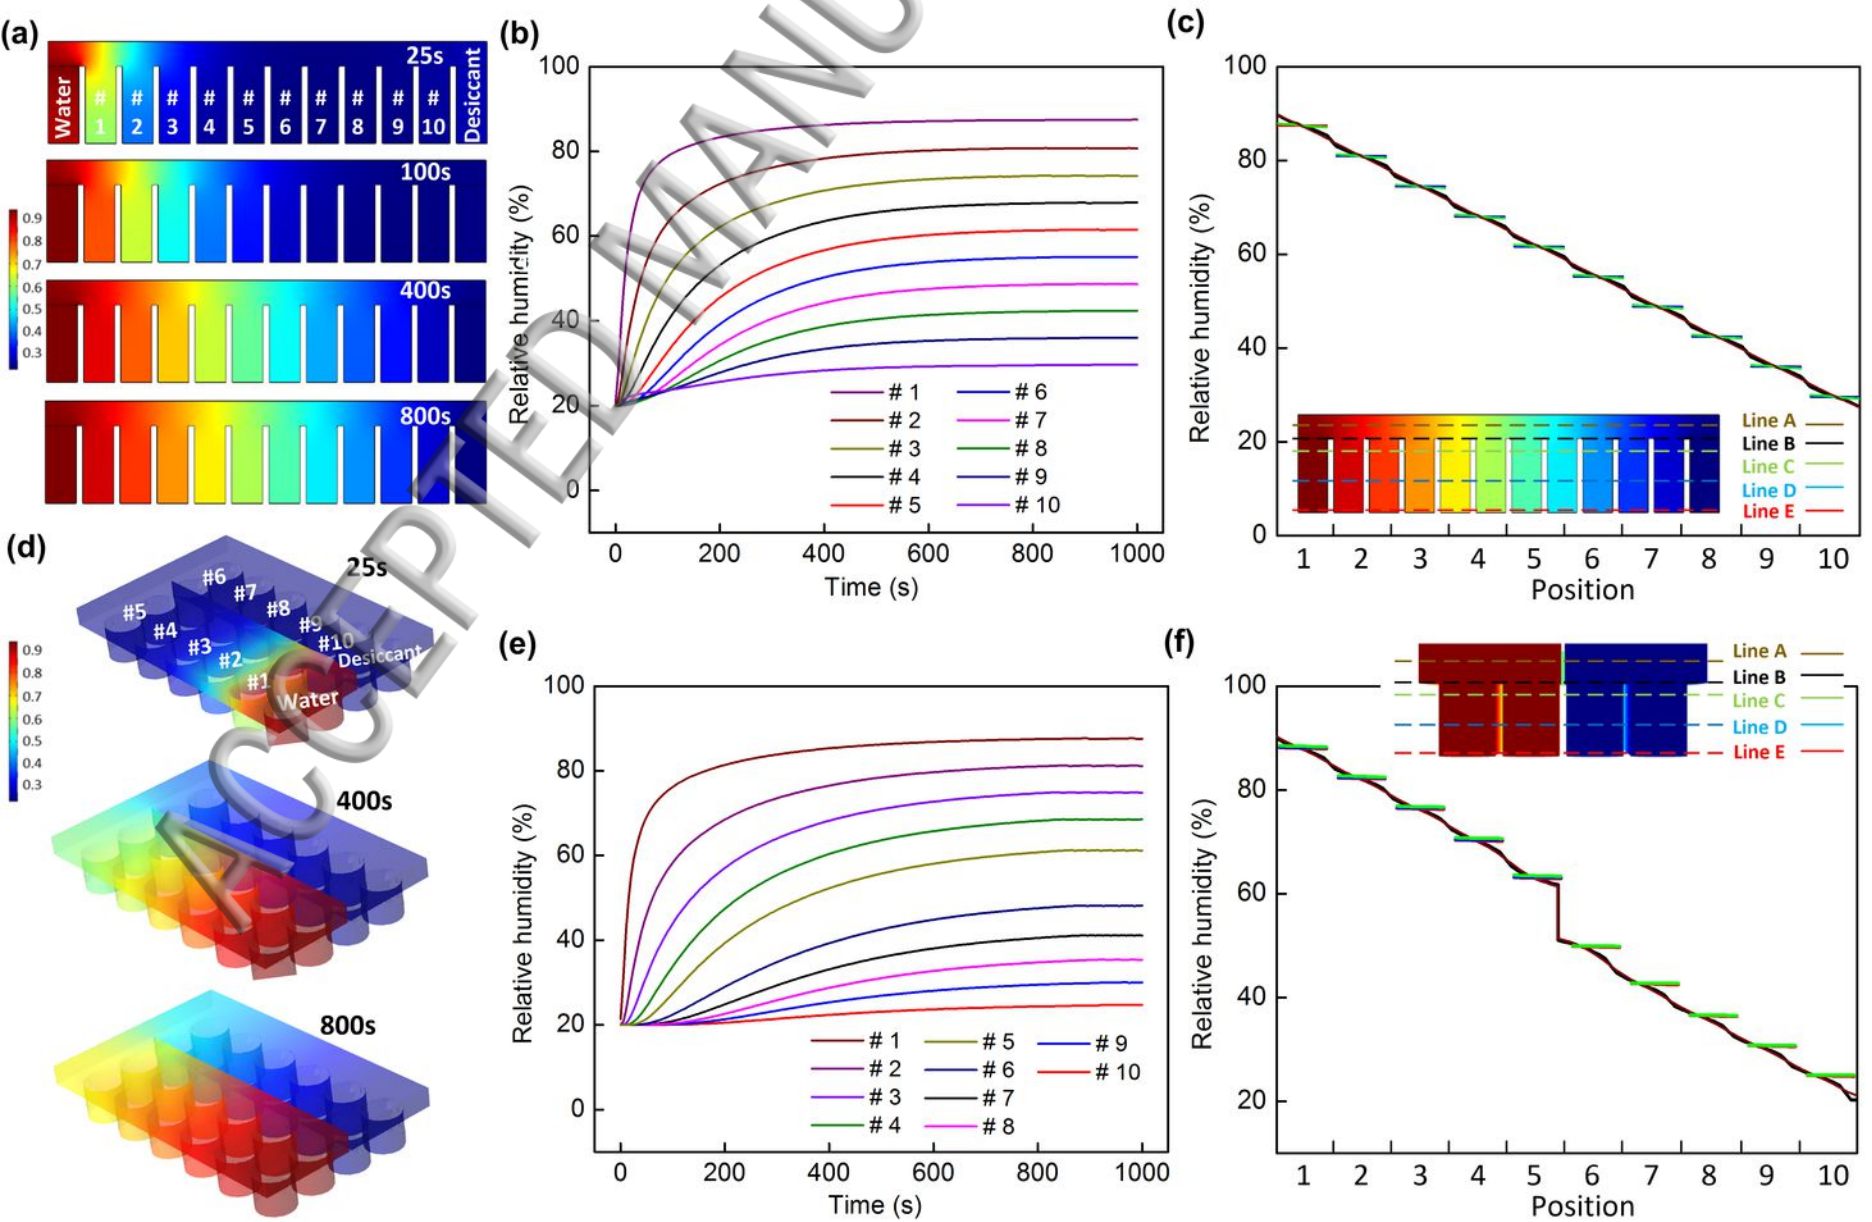 (a)
25s
Water
# 1
# 2
# 3
# 4
# 5
# 6
# 7
# 8
# 9
# 10
Desiccant
100s
400s
800s
0.9
0.8
0.7
0.6
0.5
0.4
0.3
(b)
100
80
60
40
20
0
Relative humidity (%)
# 1
# 2
# 3
# 4
# 5
# 6
# 7
# 8
# 9
# 10
0 200 400 600 800 1000
Time (s)
(c)
100
80
60
40
20
0
Relative humidity (%)
Line A
Line B
Line C
Line D
Line E
1 2 3 4 5 6 7 8 9 10
Position
(d)
25s
#6
#7
#8
#9
#10
Desiccant
#5
#4
#3
#2
#1
Water
400s
800s
0.9
0.8
0.7
0.6
0.5
0.4
0.3
(e)
100
80
60
40
20
0
Relative humidity (%)
# 1
# 2
# 3
# 4
# 5
# 6
# 7
# 8
# 9
# 10
0 200 400 600 800 1000
Time (s)
(f)
100
80
60
40
20
Relative humidity (%)
Line A
Line B
Line C
Line D
Line E
1 2 3 4 5 6 7 8 9 10
Position
ACCEPTED MANU